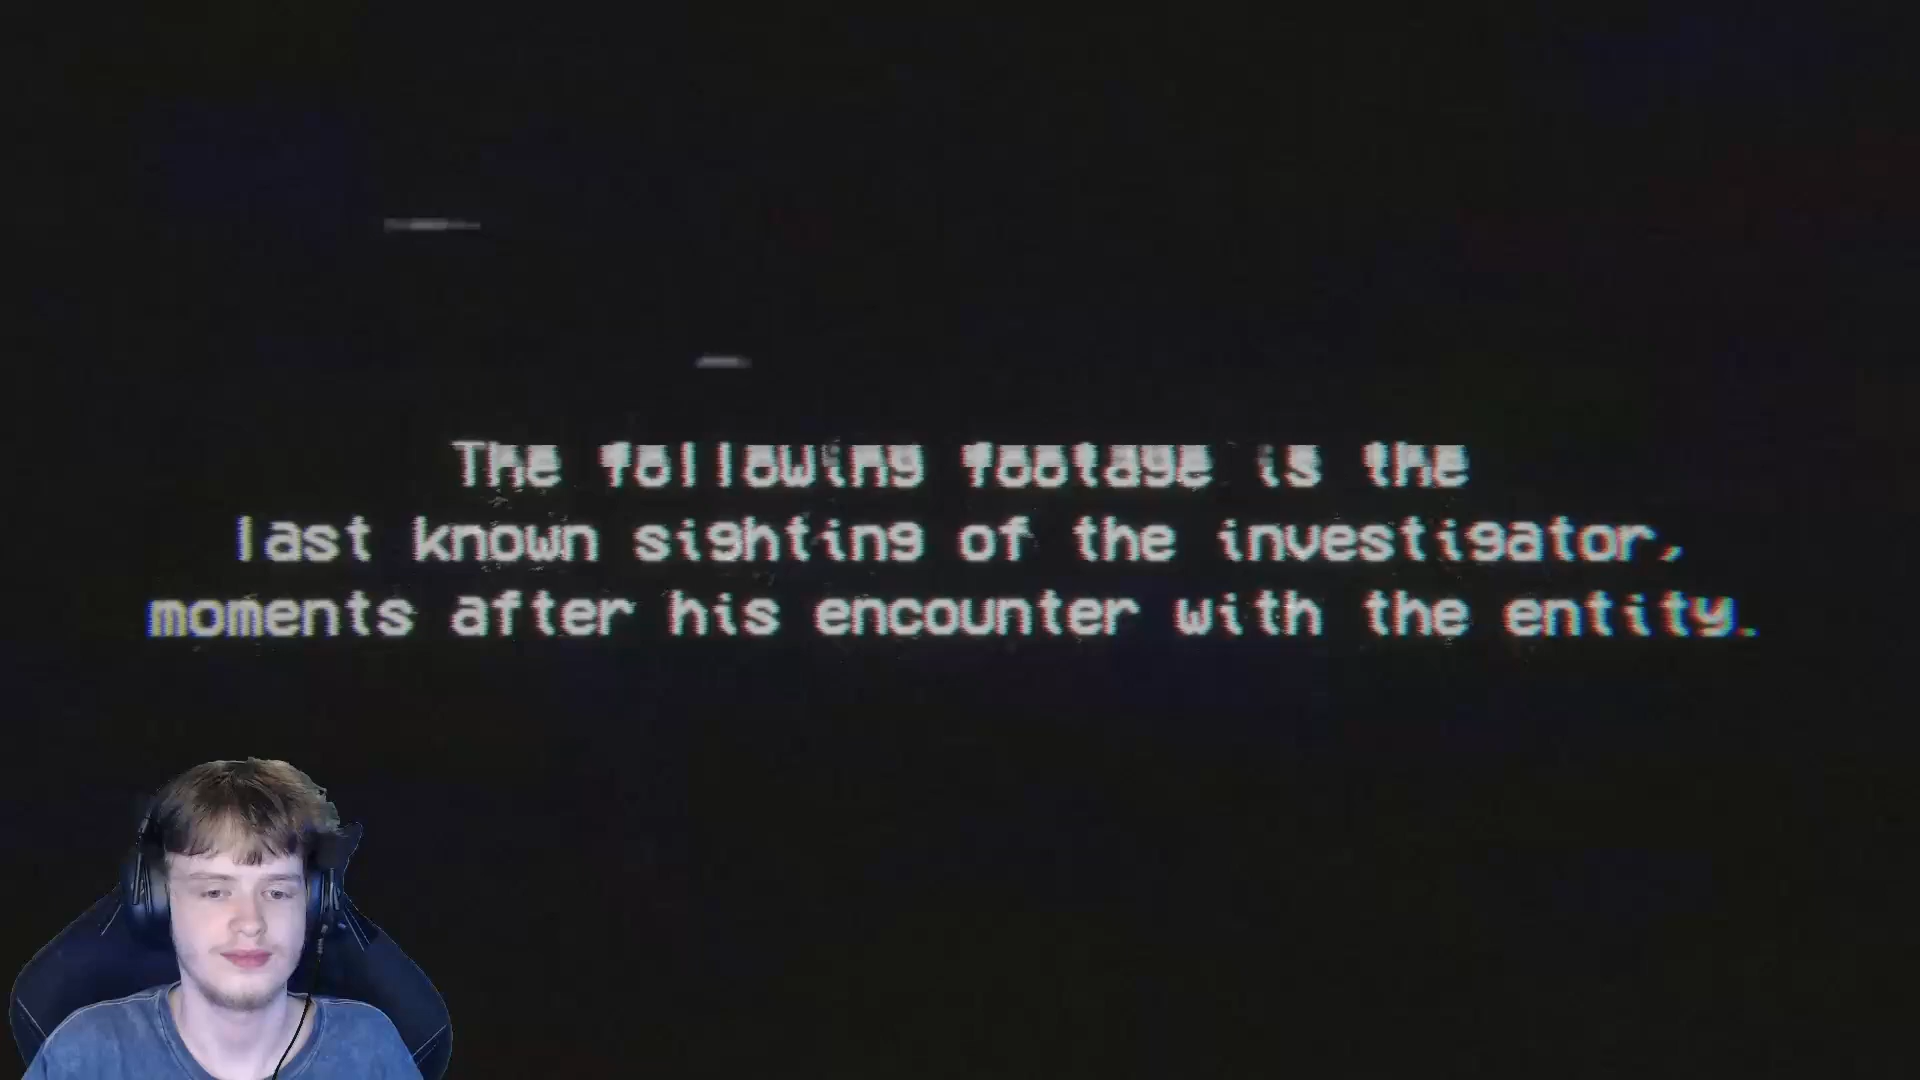 The following footage is the
last known sighting of the investigator,
moments after his encounter with the entity.